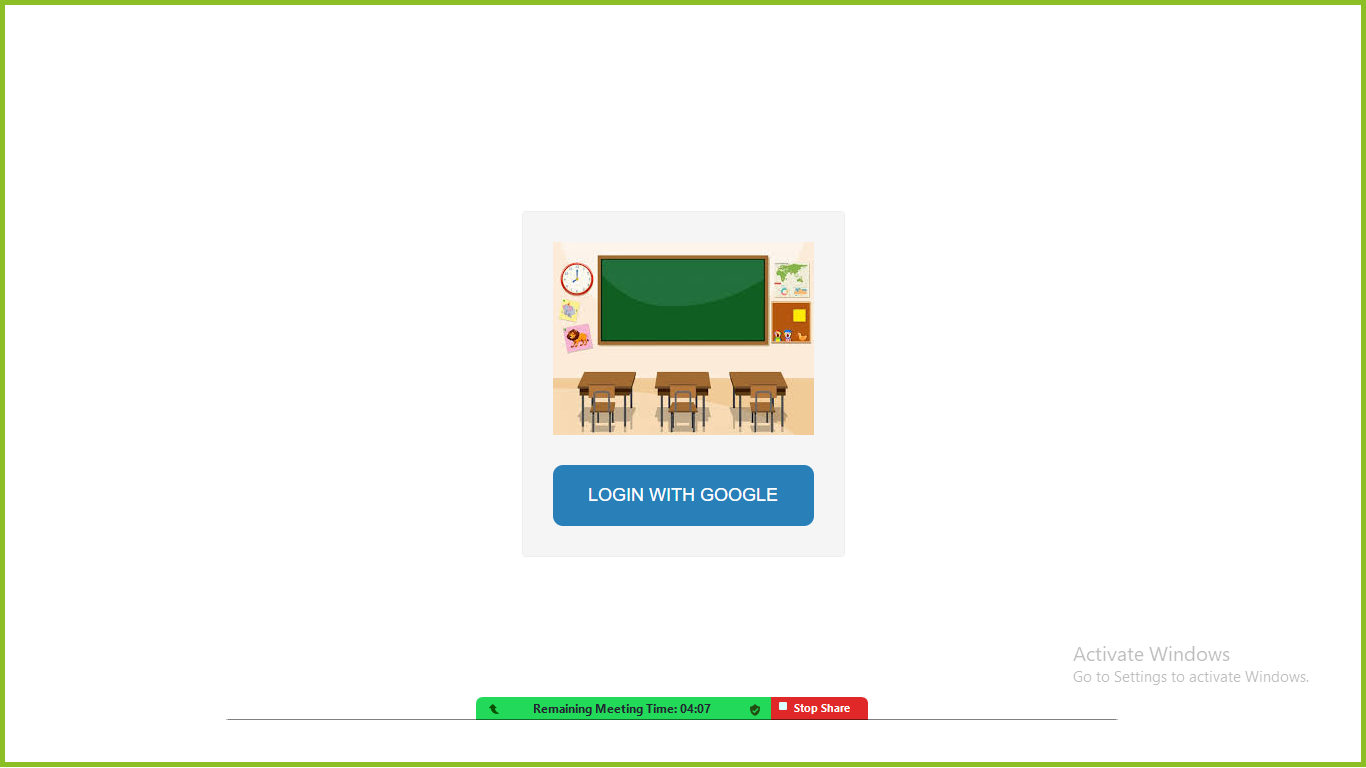 LOGIN WITH GOOGLE
Activate Windows
Go to Settings to activate Windows.
Remaining Meeting Time: 04:07
Stop Share